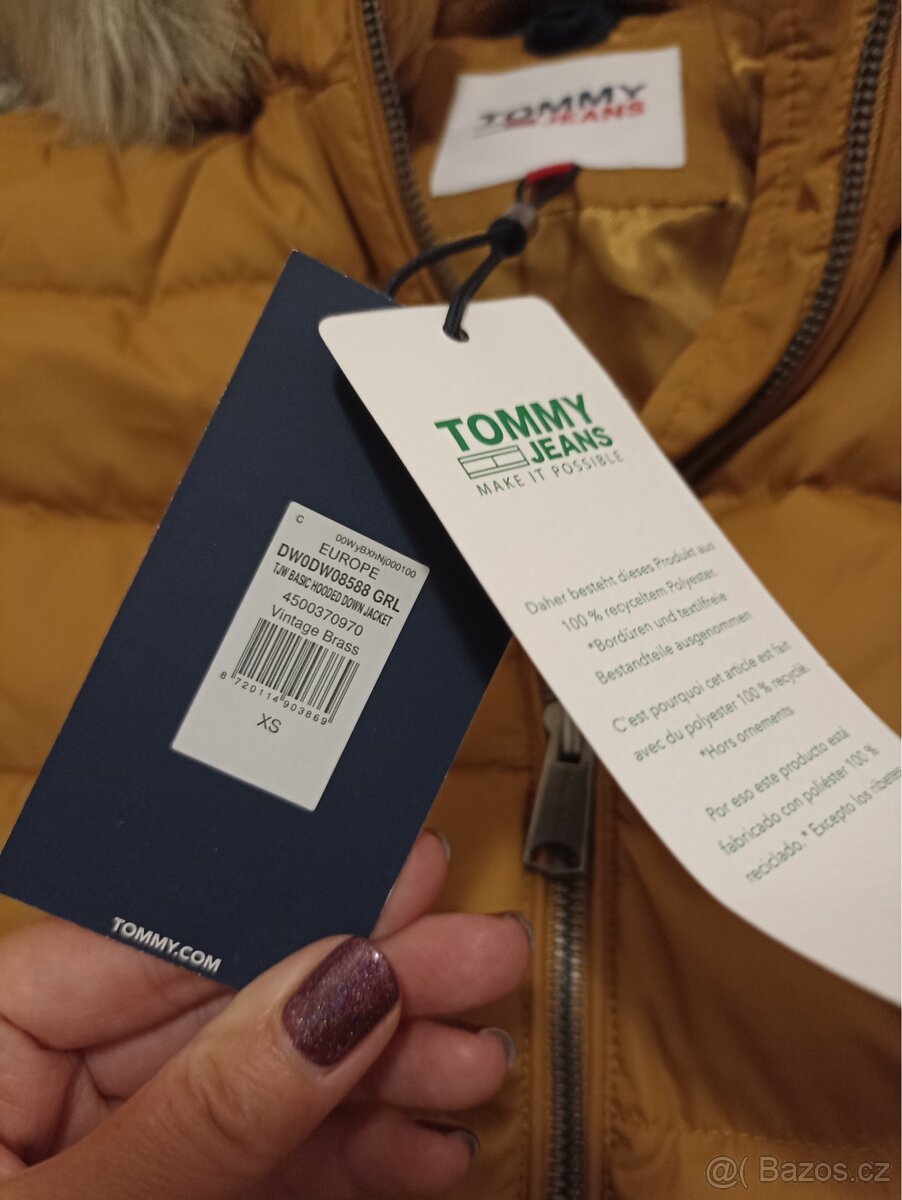 TOMMY
JEANS
TOMMY
JEANS
MAKE IT POSSIBLE
Daher besteht dieses Produkt aus
100 % recyceltem Polyester.
*Bordüren und textilfreie
Bestandteile ausgenommen
C'est pourquoi cet article est fait
avec du polyester 100 % recyclé.
*Hors ornements
Por eso este producto está
fabricado con poliéster 100 %
reciclado.* Excepto los ribetes
C
00WyBXhNj000100
EUROPE
DW0DW08588 GRL
TJW BASIC HOODED DOWN JACKET
4500370970
Vintage Brass
8 720114 903869
XS
TOMMY.COM
@( Bazos.cz